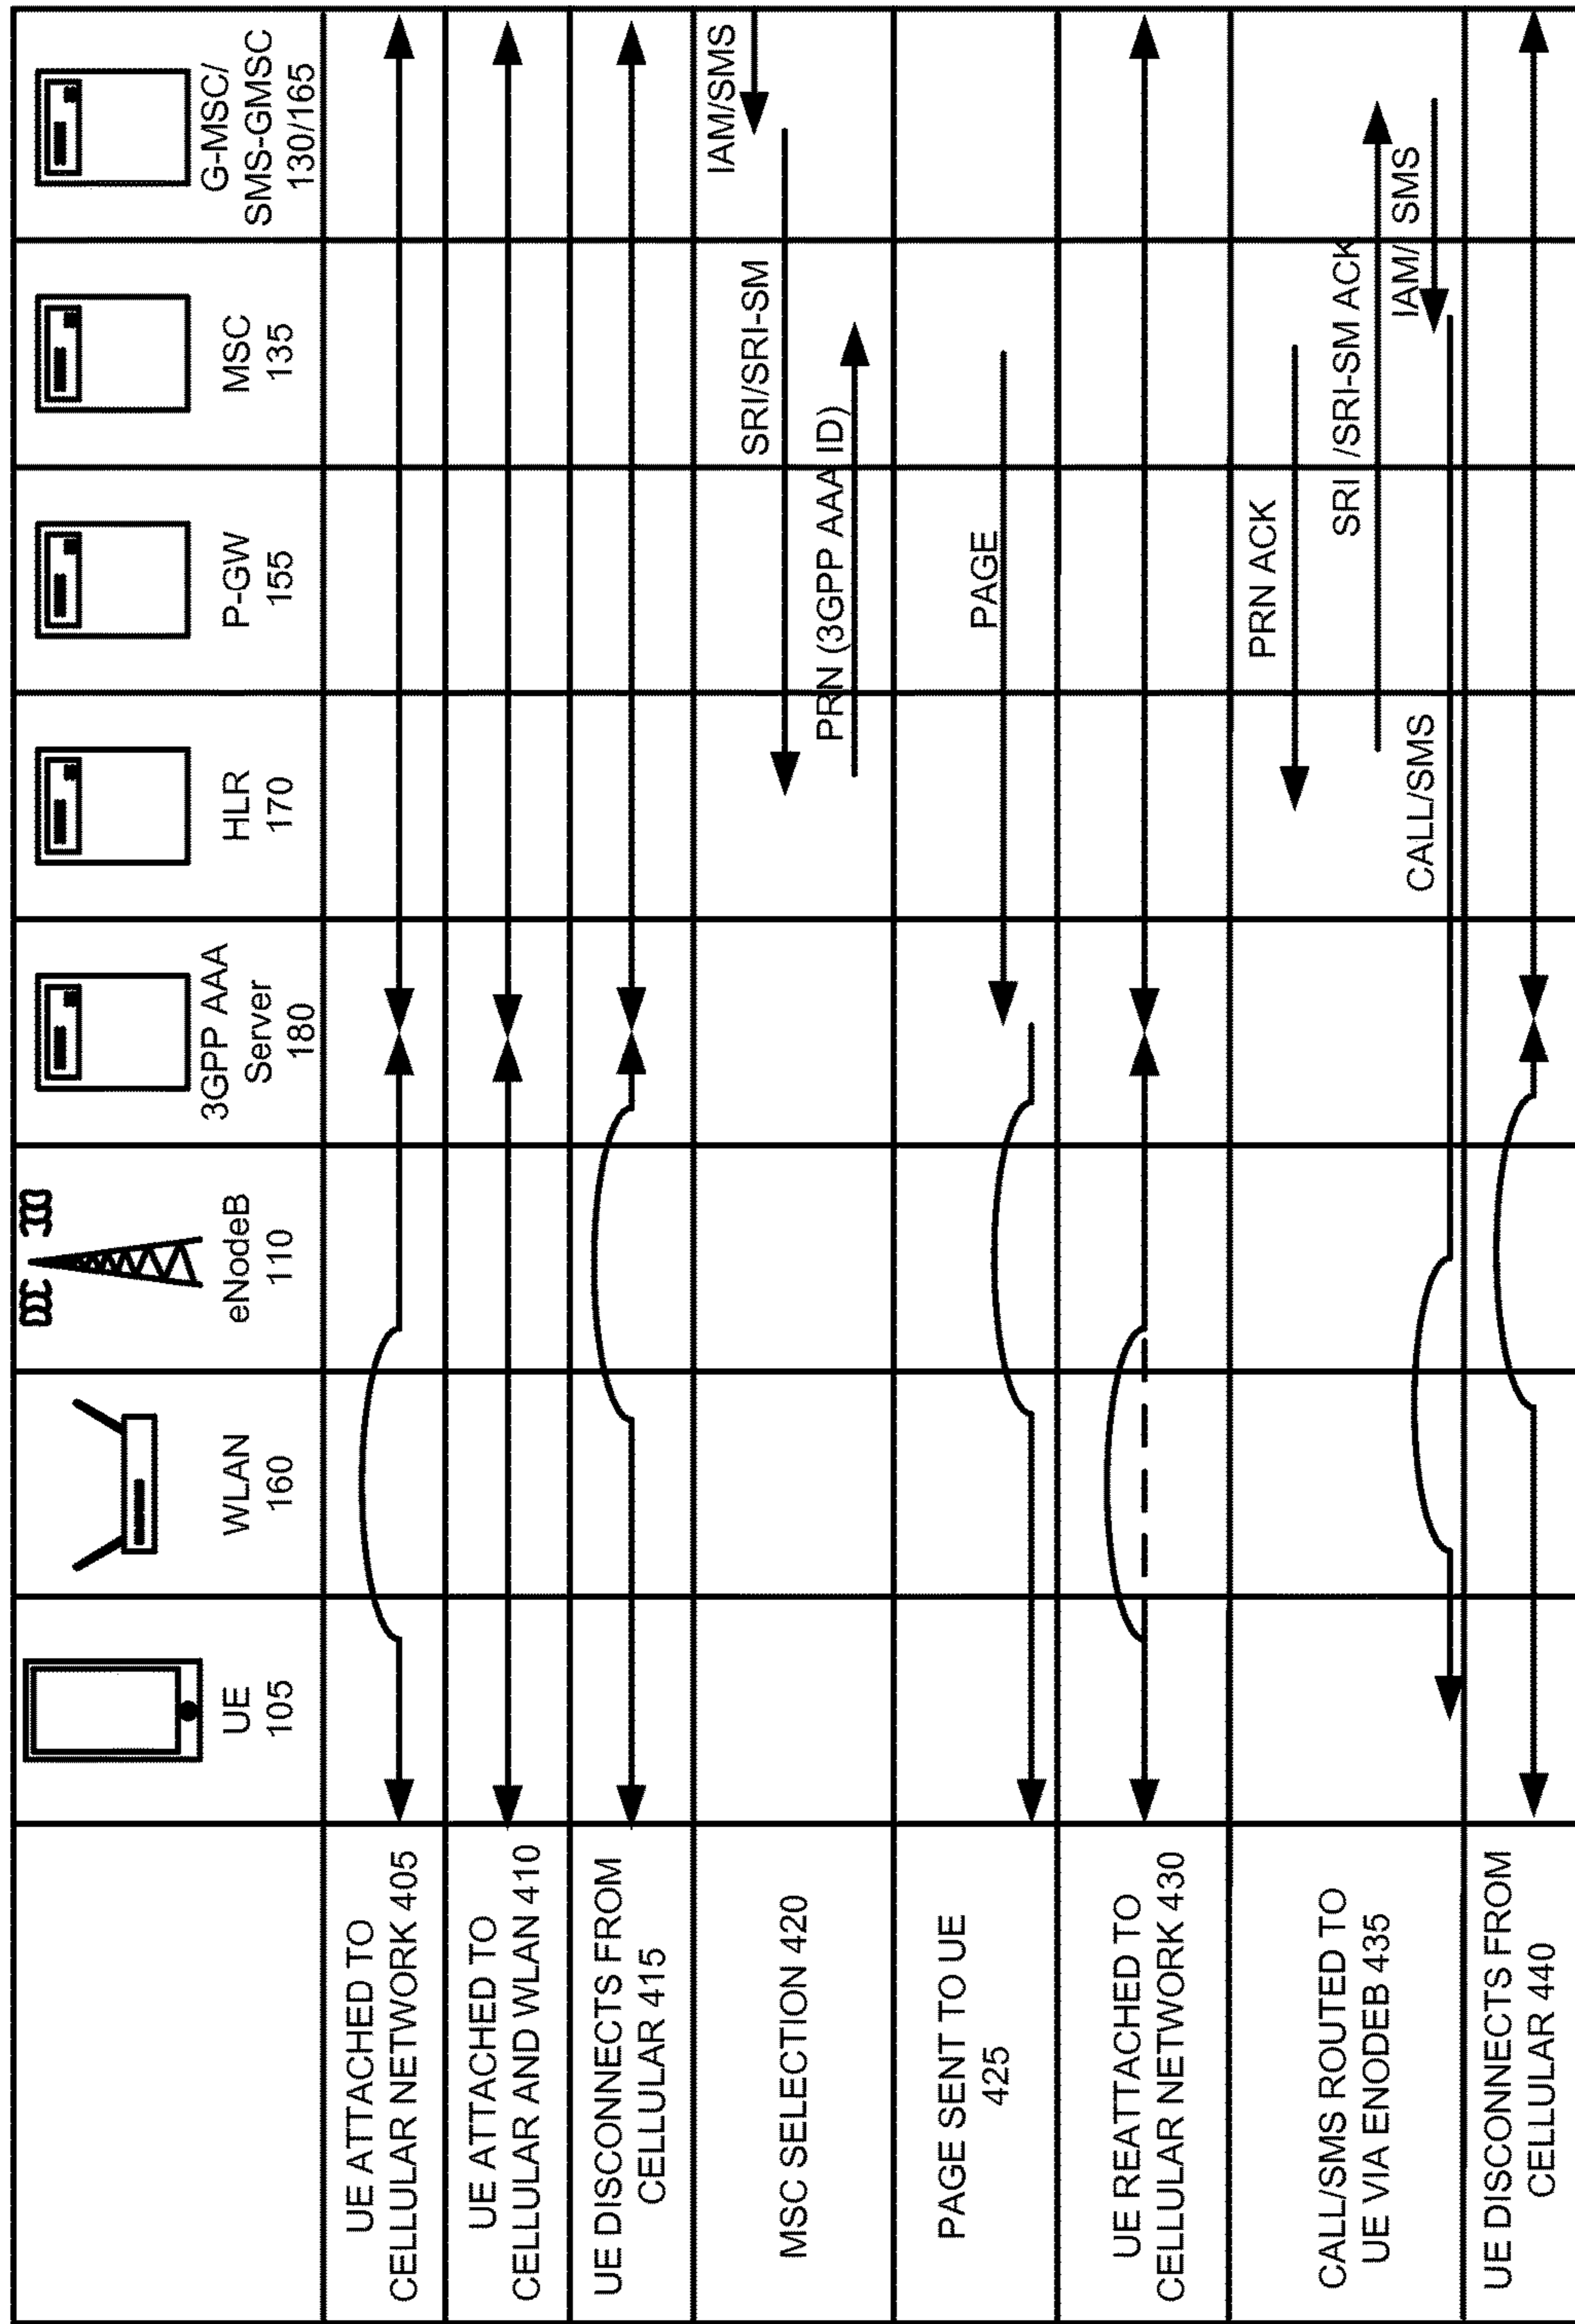 UE
105
WLAN
160
eNodeB
110
3GPP AAA
Server
180
HLR
170
P-GW
155
MSC
135
G-MSC/
SMS-GMSC
130/165
UE ATTACHED TO
CELLULAR NETWORK 405
UE ATTACHED TO
CELLULAR AND WLAN 410
UE DISCONNECTS FROM
CELLULAR 415
MSC SELECTION 420
IAM/SMS
SRI/SRI-SM
PRN (3GPP AAA ID)
PAGE SENT TO UE
425
PAGE
UE REATTACHED TO
CELLULAR NETWORK 430
CALL/SMS ROUTED TO
UE VIA ENODEB 435
PRN ACK
SRI /SRI-SM ACK
IAM/ SMS
CALL/SMS
UE DISCONNECTS FROM
CELLULAR 440